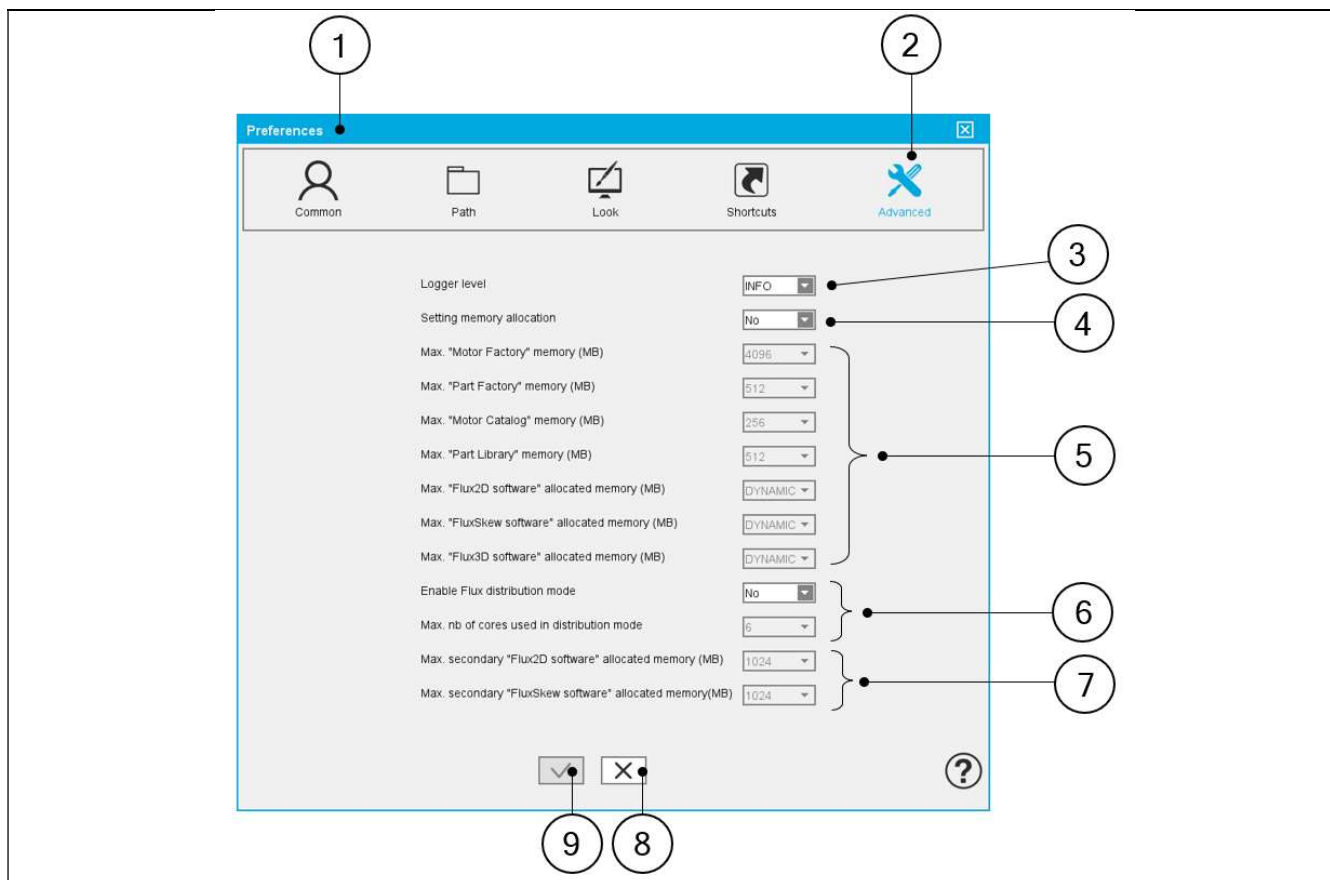 1
2
Preferences
Common
Path
Look
Shortcuts
Advanced
3
Logger level
INFO
Setting memory allocation
No
4
Max. "Motor Factory" memory (MB)
4096
Max. "Part Factory" memory (MB)
512
Max. "Motor Catalog" memory (MB)
256
Max. "Part Library" memory (MB)
512
5
Max. "Flux2D software" allocated memory (MB)
DYNAMIC
Max. "FluxSkew software" allocated memory (MB)
DYNAMIC
Max. "Flux3D software" allocated memory (MB)
DYNAMIC
Enable Flux distribution mode
No
6
Max. nb of cores used in distribution mode
6
Max. secondary "Flux2D software" allocated memory (MB)
1024
7
Max. secondary "FluxSkew software" allocated memory(MB)
1024
?
9
8